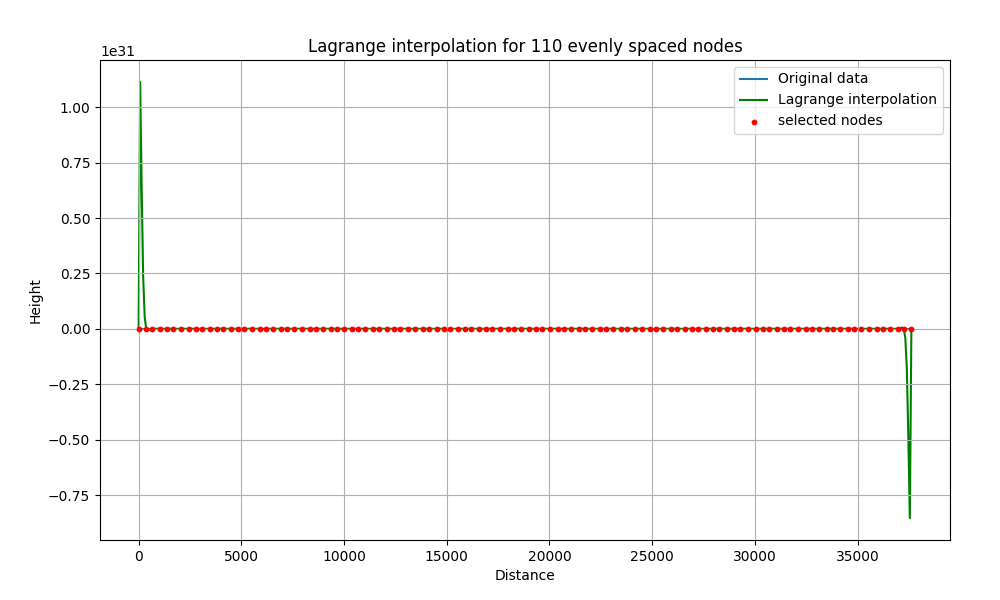 Lagrange interpolation for 110 evenly spaced nodes
1e31
Original data
Lagrange interpolation
selected nodes
1.00
0.75
0.50
0.25
0.00
−0.25
−0.50
−0.75
Height
0 5000 10000 15000 20000 25000 30000 35000
Distance